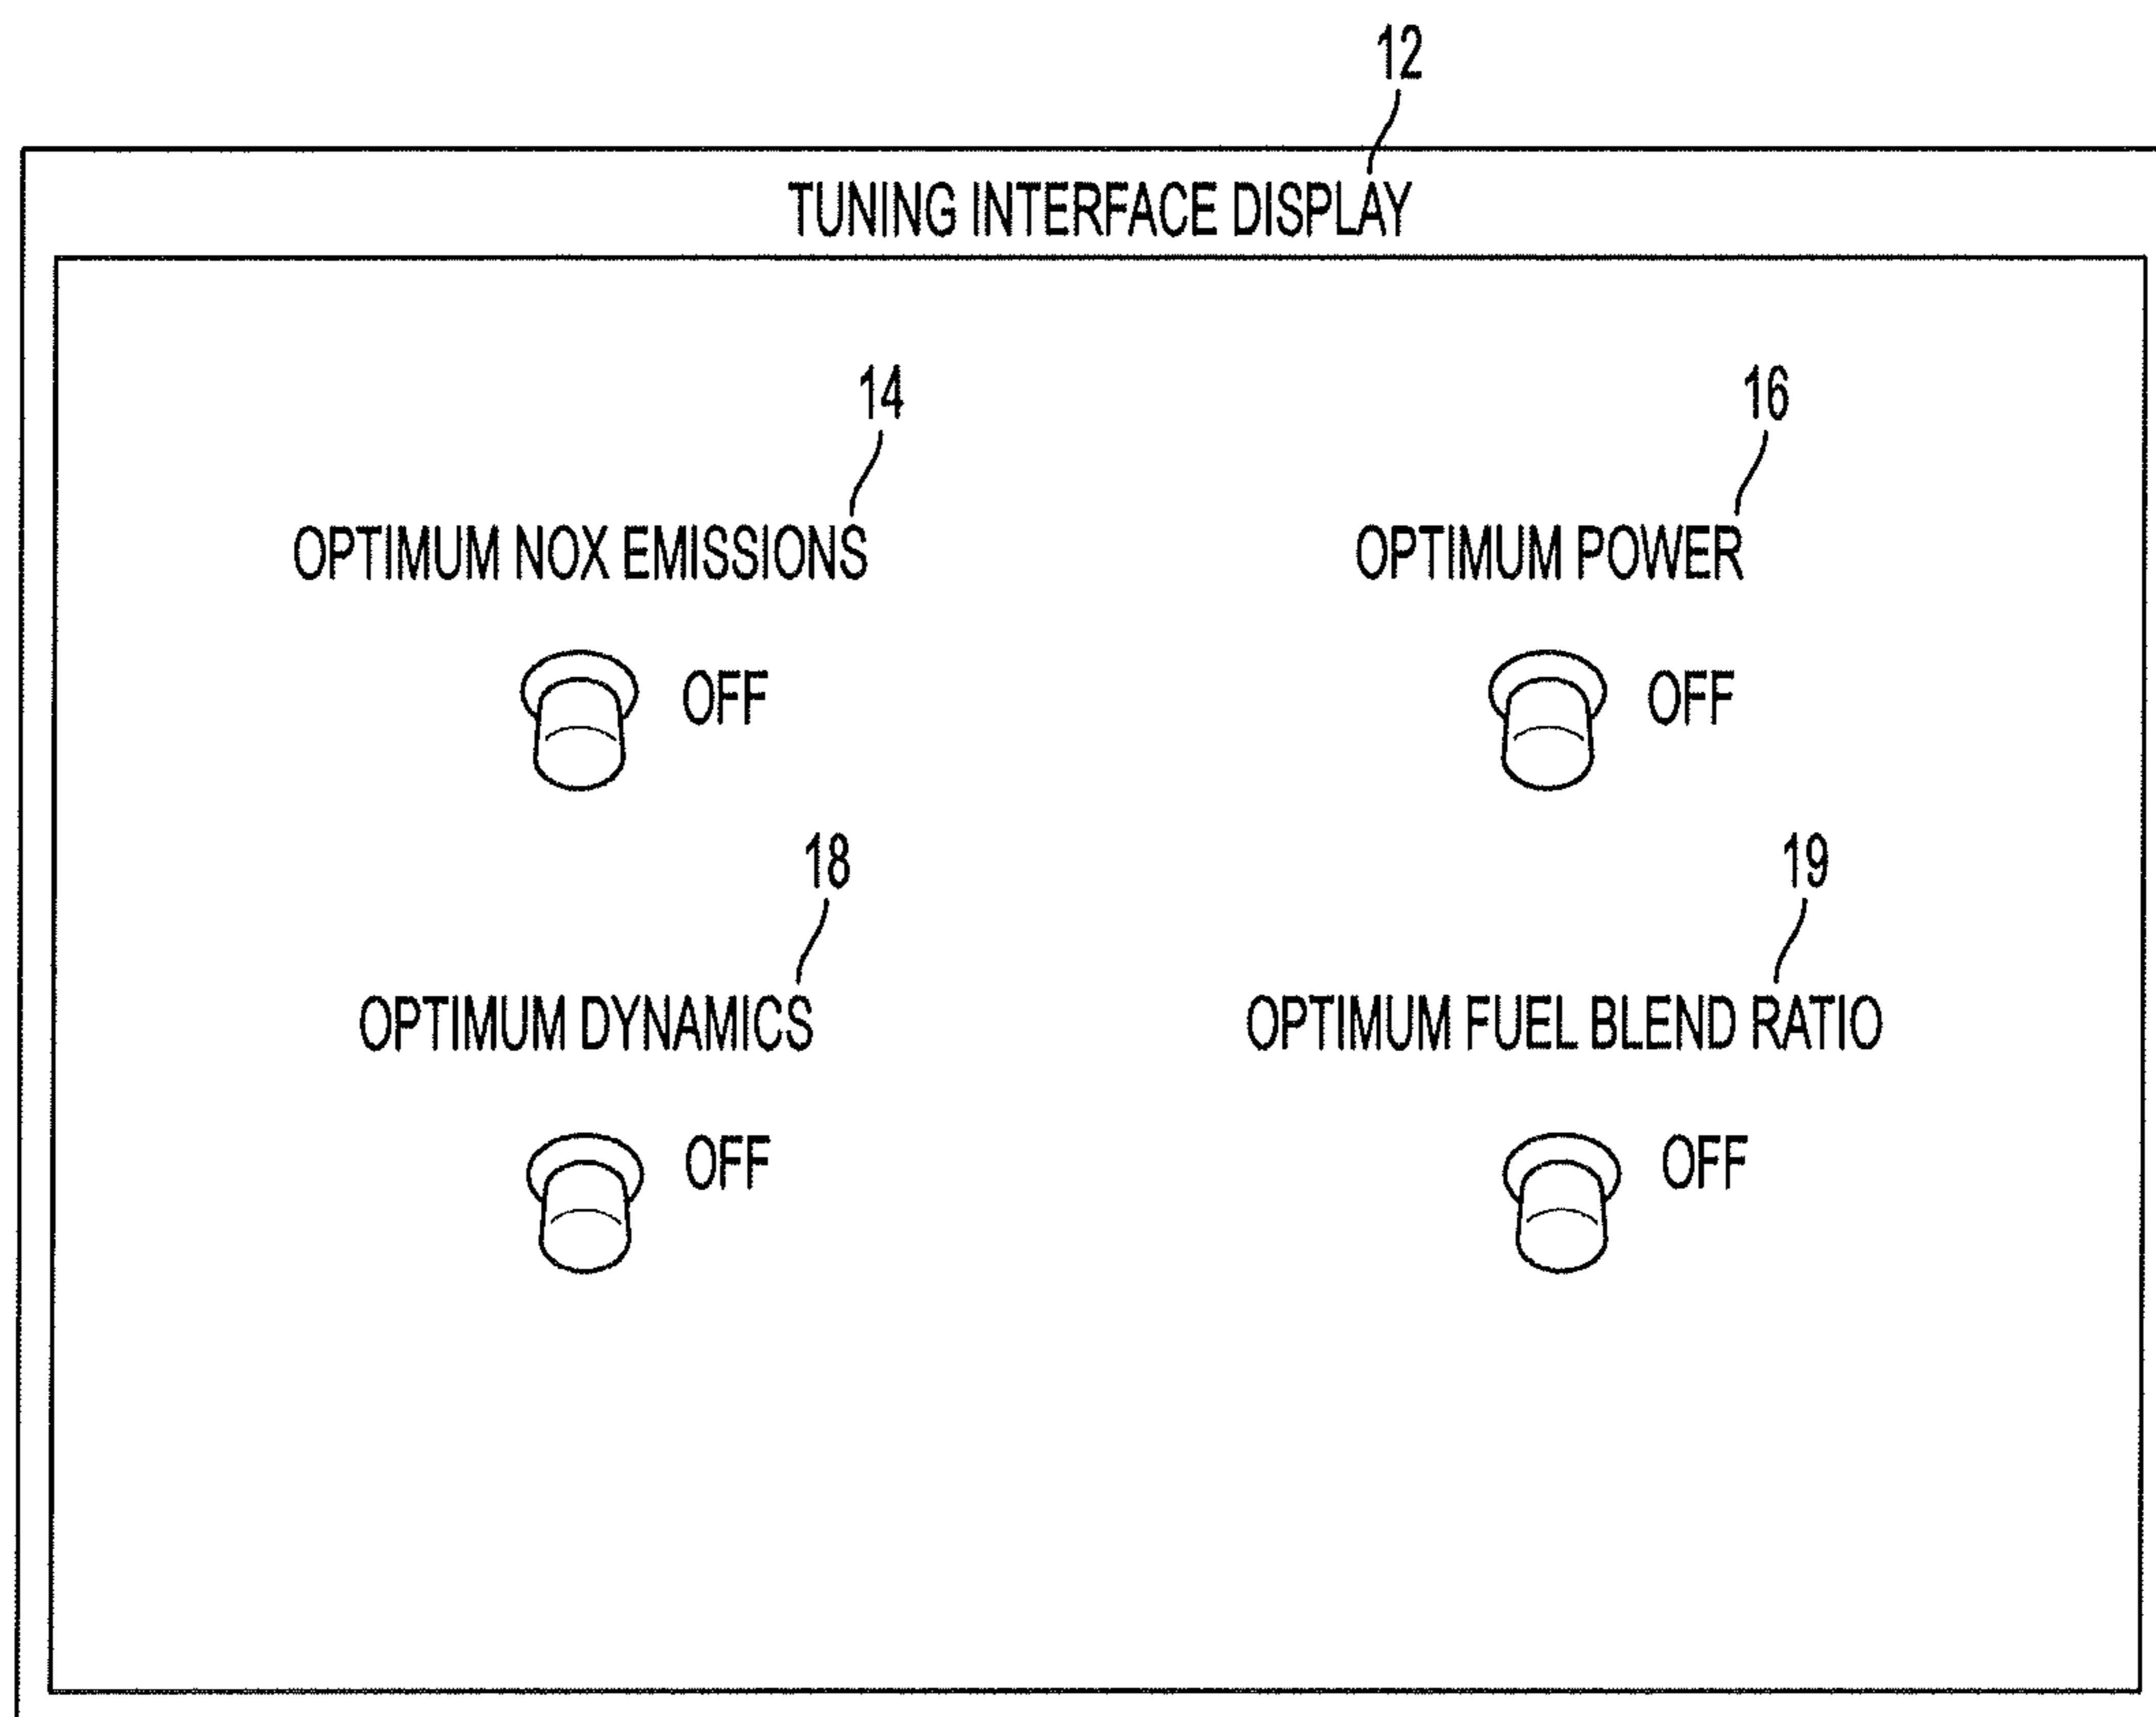 12
TUNING INTERFACE DISPLAY
14
16
OPTIMUM NOX EMISSIONS
OPTIMUM POWER
OFF
OFF
18
19
OPTIMUM DYNAMICS
OPTIMUM FUEL BLEND RATIO
OFF
OFF